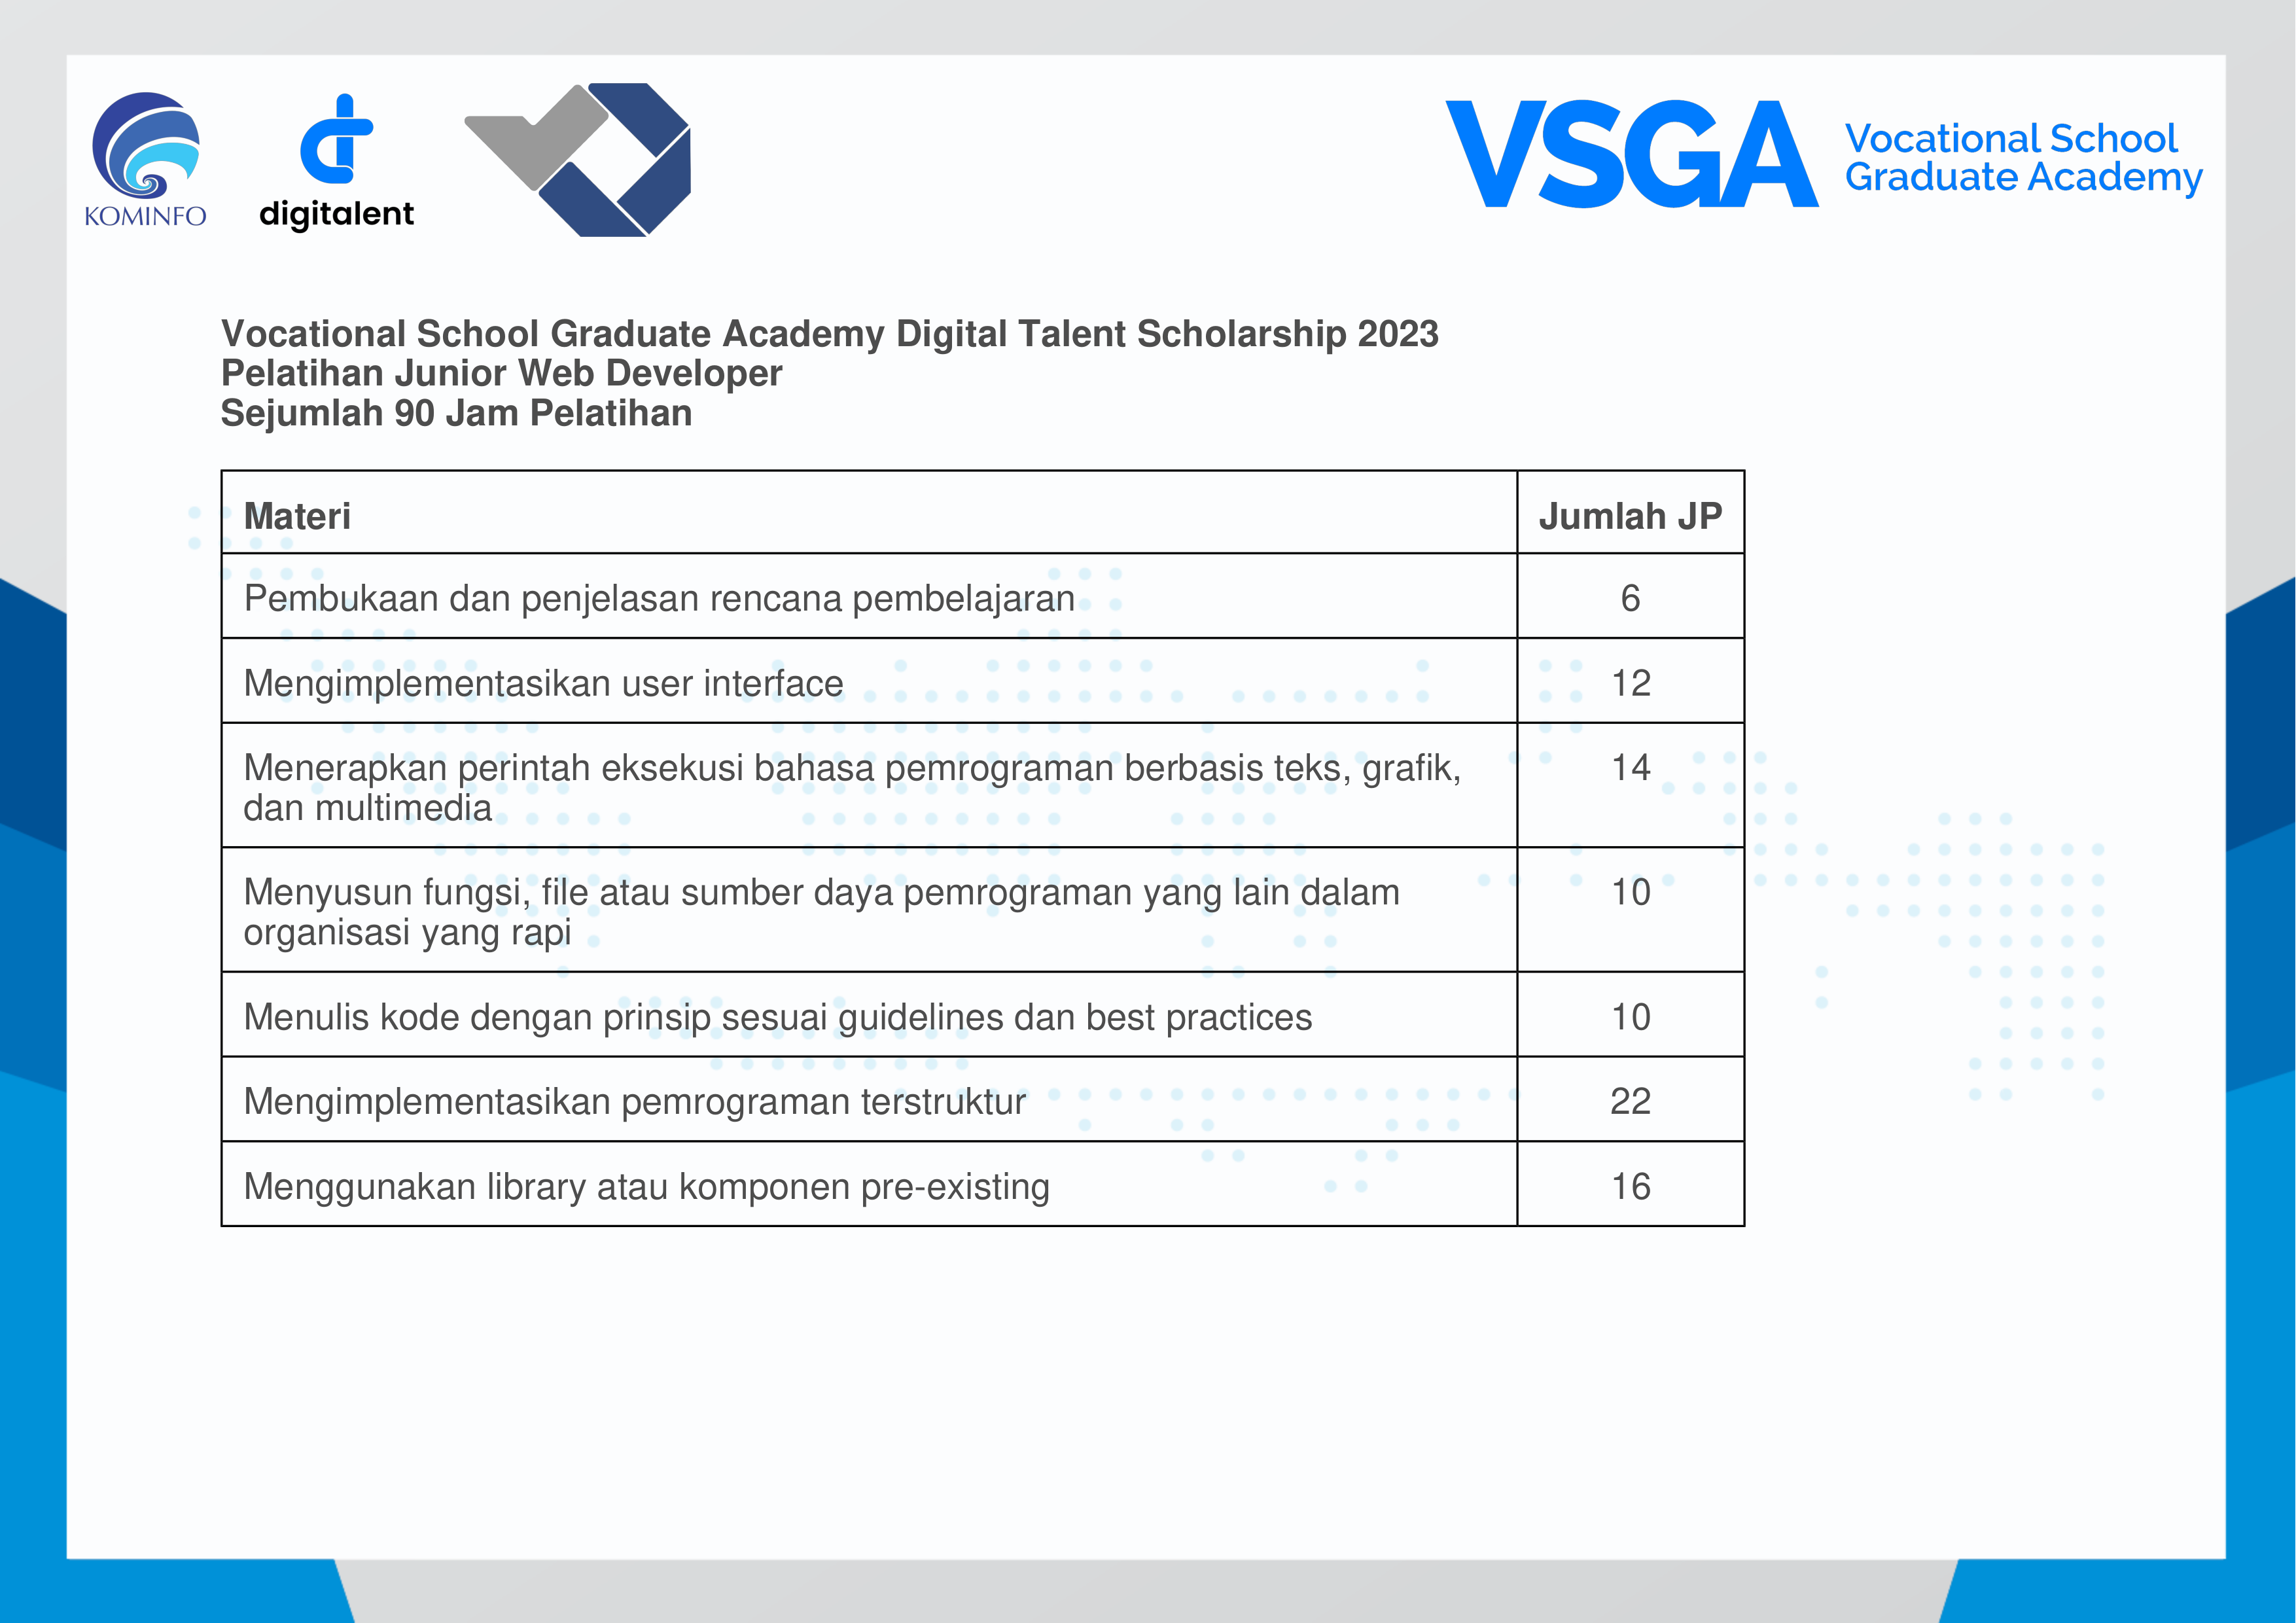 KOMINFO
digitalent
VSGA
Vocational School
Graduate Academy
Vocational School Graduate Academy Digital Talent Scholarship 2023
Pelatihan Junior Web Developer
Sejumlah 90 Jam Pelatihan
Materi Jumlah JP
Pembukaan dan penjelasan rencana pembelajaran 6
Mengimplementasikan user interface 12
Menerapkan perintah eksekusi bahasa pemrograman berbasis teks, grafik, 14
dan multimedia
Menyusun fungsi, file atau sumber daya pemrograman yang lain dalam 10
organisasi yang rapi
Menulis kode dengan prinsip sesuai guidelines dan best practices 10
Mengimplementasikan pemrograman terstruktur 22
Menggunakan library atau komponen pre-existing 16